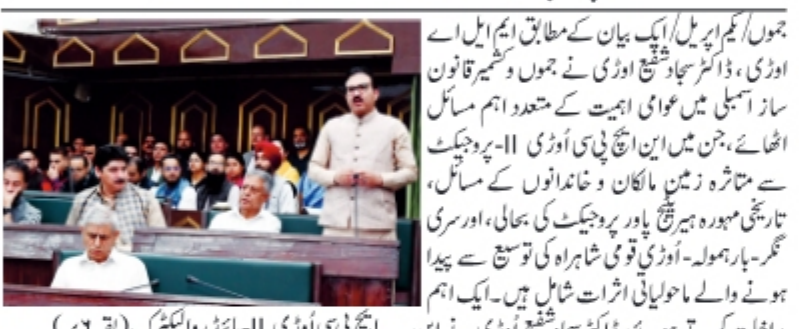 جموں/یکم اپریل/ایک بیان کے مطابق ایم ایل اے
اوڑی، ڈاکٹر سجاد شفیع اوڑی نے جموں و کشمیر قانون
ساز اسمبلی میں عوامی اہمیت کے متعدد اہم مسائل
اٹھائے، جن میں این ایچ پی سی اُوڑی II-پروجیکٹ
سے متاثرہ زمین مالکان و خاندانوں کے مسائل،
تاریخی مہورہ ہیریٹیج پاور پروجیکٹ کی بحالی، اور سری
نگر-بارہمولہ-اُوڑی قومی شاہراہ کی توسیع سے پیدا
ہونے والے ماحولیاتی اثرات شامل ہیں۔ ایک اہم